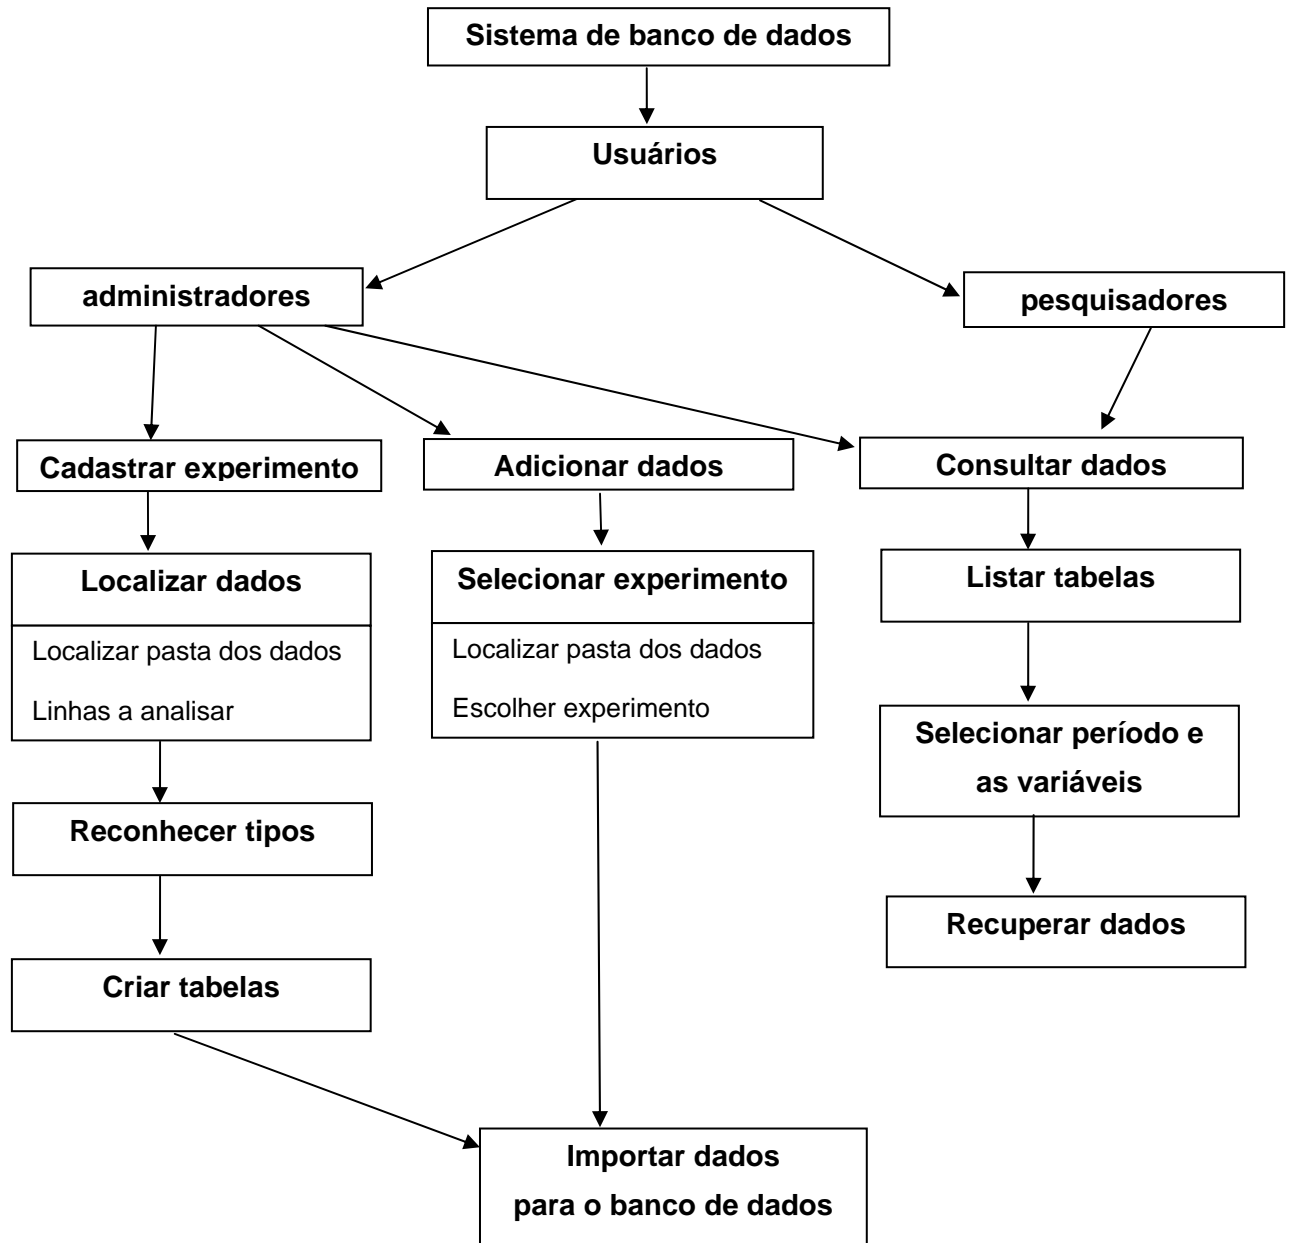 Sistema de banco de dados
Usuários
administradores
pesquisadores
Cadastrar experimento
Adicionar dados
Consultar dados
Localizar dados
Localizar pasta dos dados
Linhas a analisar
Selecionar experimento
Localizar pasta dos dados
Escolher experimento
Listar tabelas
Selecionar período e
as variáveis
Reconhecer tipos
Recuperar dados
Criar tabelas
Importar dados
para o banco de dados